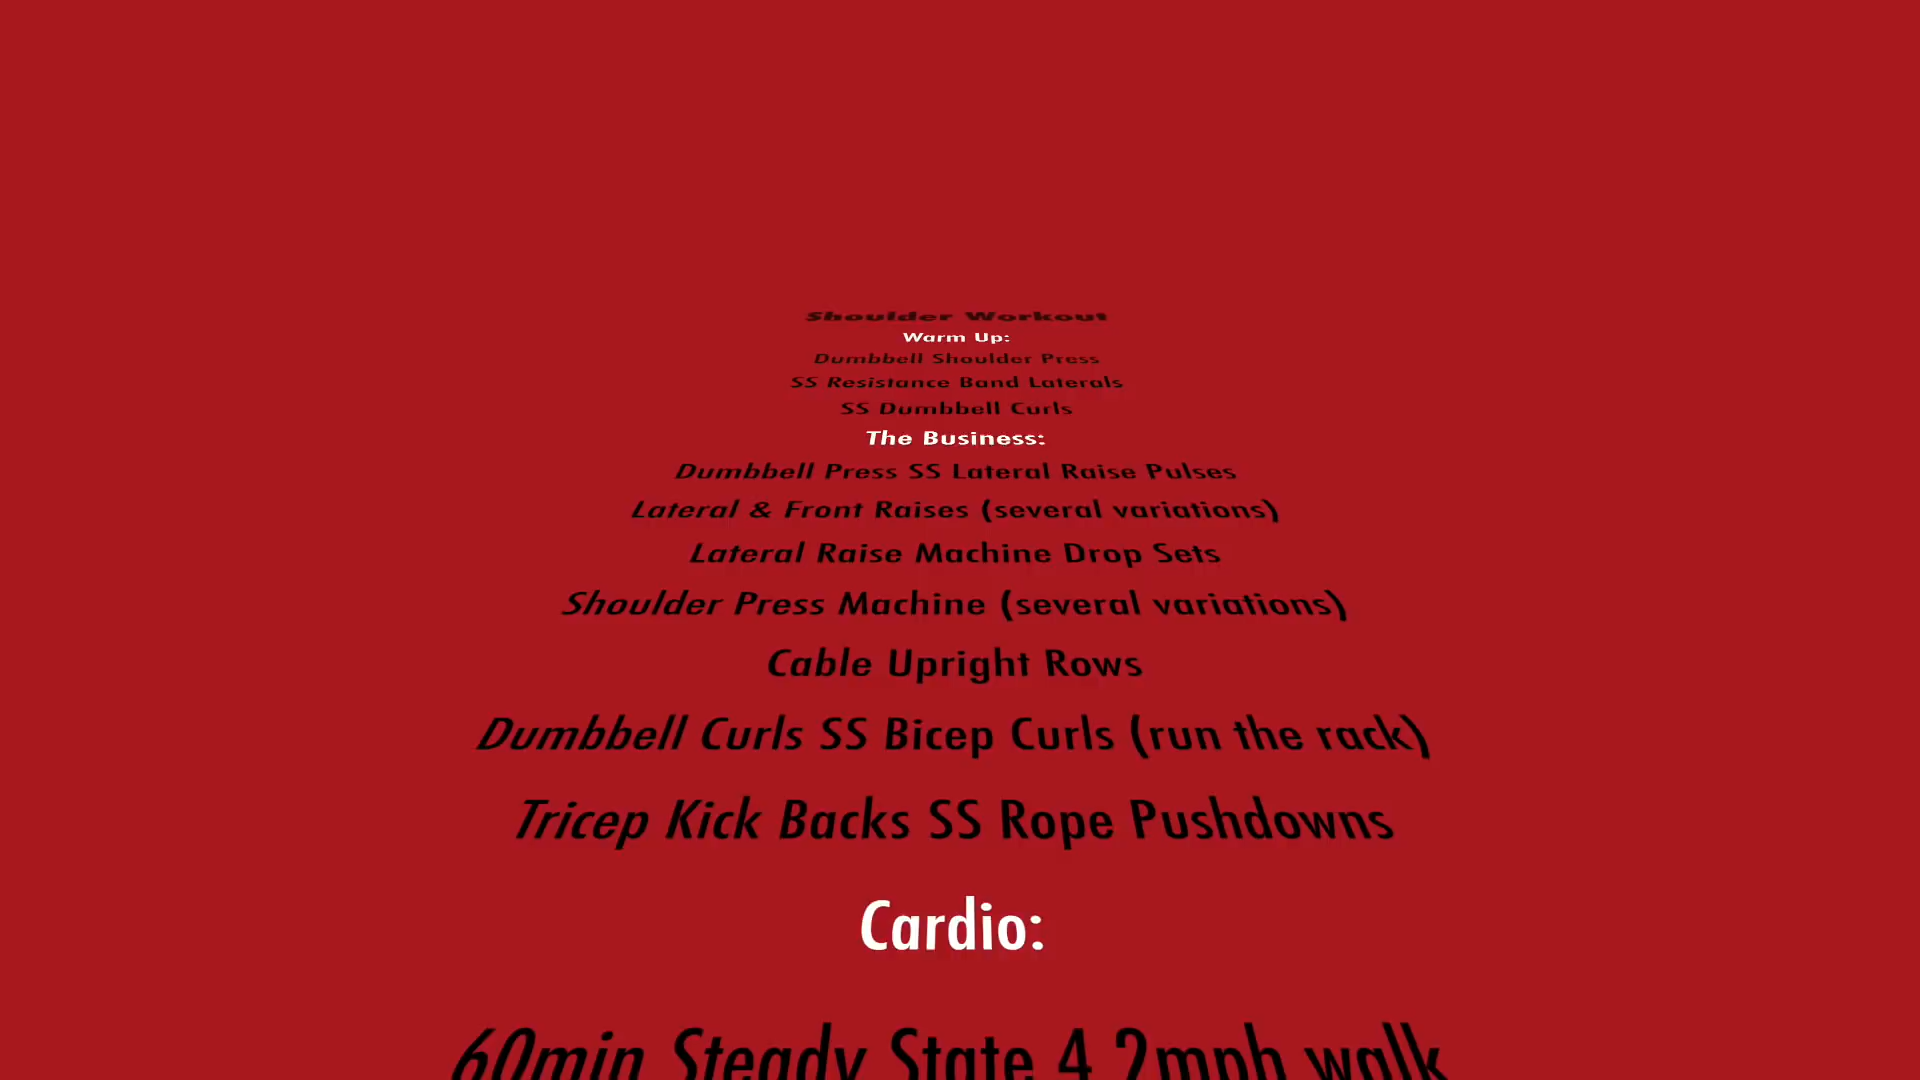 Shoulder Workout
Warm Up:
Dumbbell Shoulder Press
SS Resistance Band Laterals
SS Dumbbell Curls
The Business:
Dumbbell Press SS Lateral Raise Pulses
Lateral & Front Raises (several variations)
Lateral Raise Machine Drop Sets
Shoulder Press Machine (several variations)
Cable Upright Rows
Dumbbell Curls SS Bicep Curls (run the rack)
Tricep Kick Backs SS Rope Pushdowns
Cardio:
60min Steady State 4.2mph walk